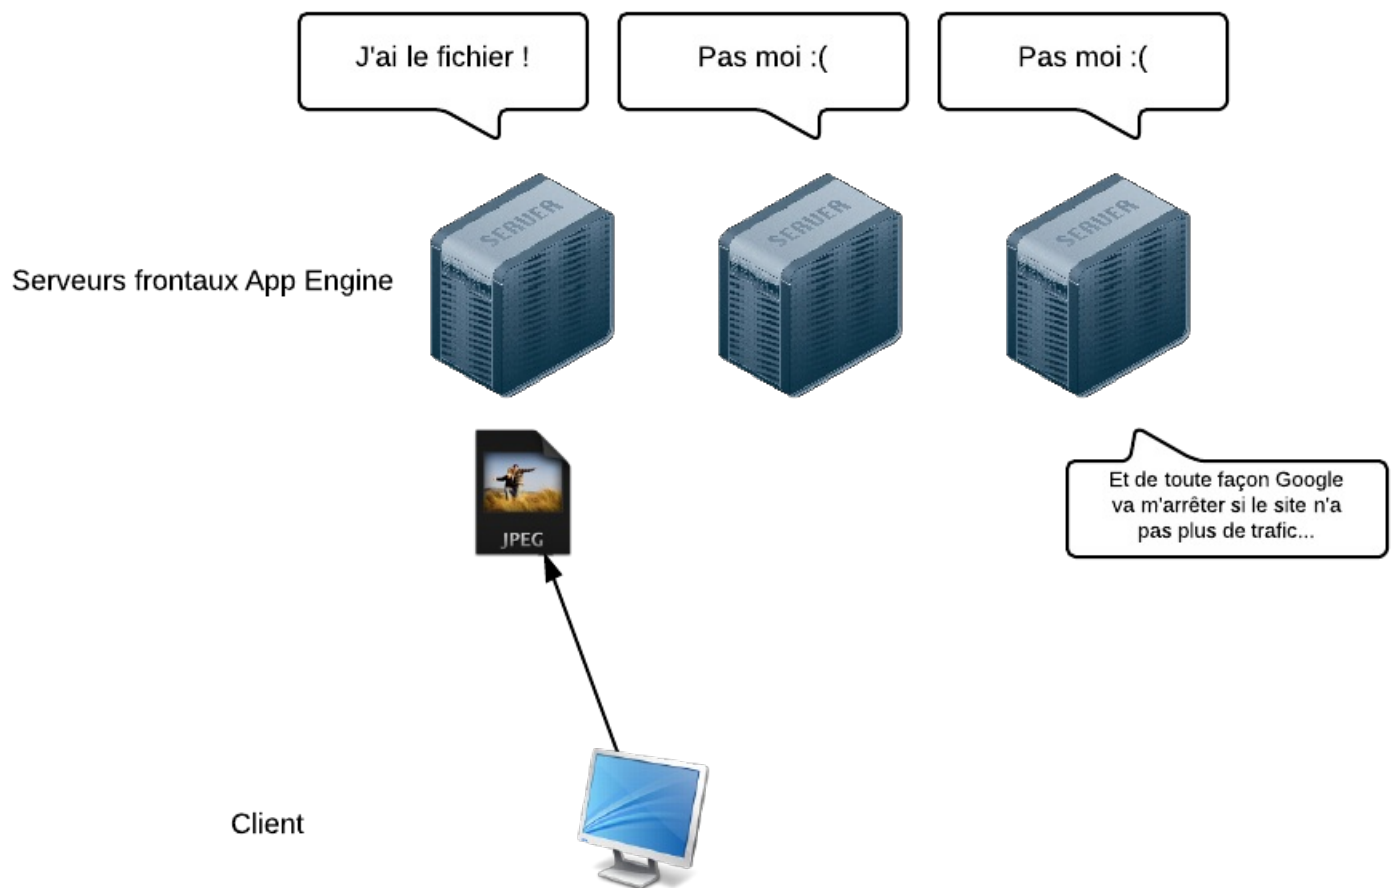 J'ai le fichier !
Pas moi :(
Pas moi :(
SERVER
SERVER
SERVER
Serveurs frontaux App Engine
JPEG
Et de toute façon Google
va m'arrêter si le site n'a
pas plus de trafic...
Client